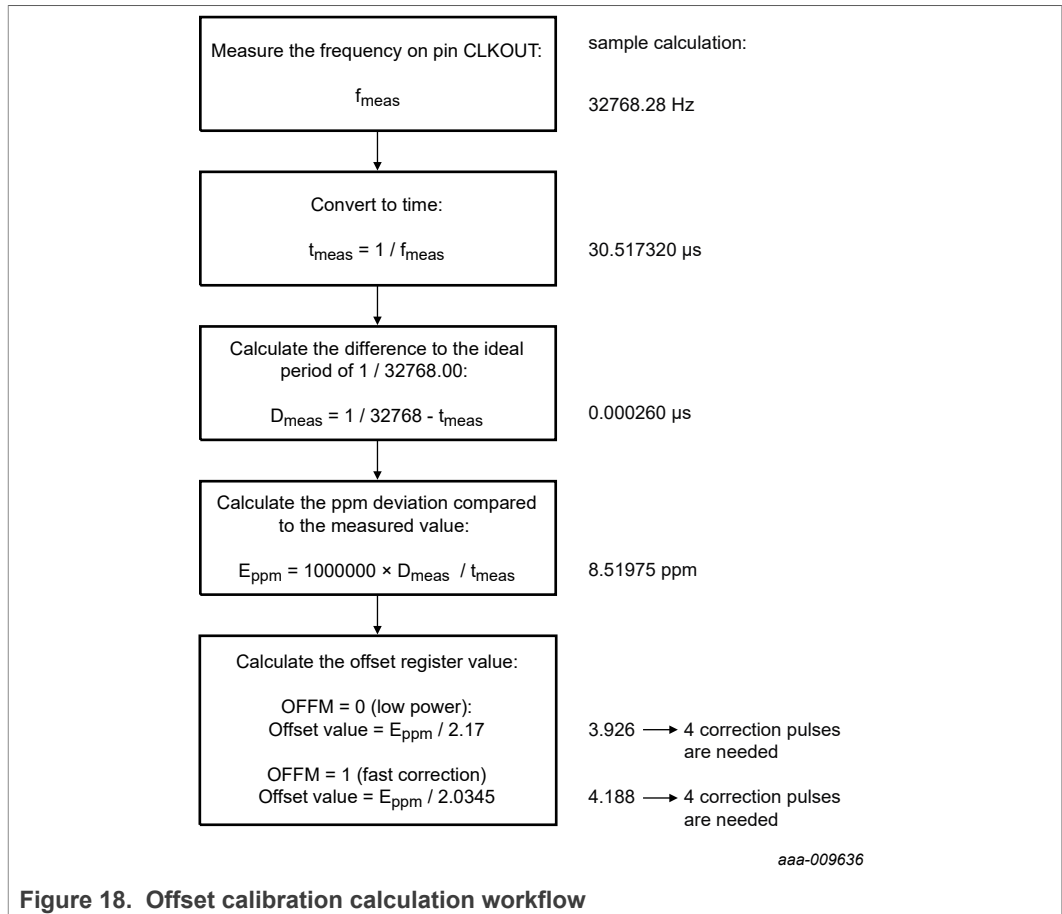 Measure the frequency on pin CLKOUT:
sample calculation:
fmeas
32768.28 Hz
Convert to time:
tmeas = 1 / fmeas
30.517320 µs
Calculate the difference to the ideal
period of 1 / 32768.00:
Dmeas = 1 / 32768 - tmeas
0.000260 µs
Calculate the ppm deviation compared
to the measured value:
Eppm = 1000000 × Dmeas / tmeas
8.51975 ppm
Calculate the offset register value:
OFFM = 0 (low power):
Offset value = Eppm / 2.17
3.926 → 4 correction pulses
are needed
OFFM = 1 (fast correction)
Offset value = Eppm / 2.0345
4.188 → 4 correction pulses
are needed
aaa-009636
Figure 18. Offset calibration calculation workflow